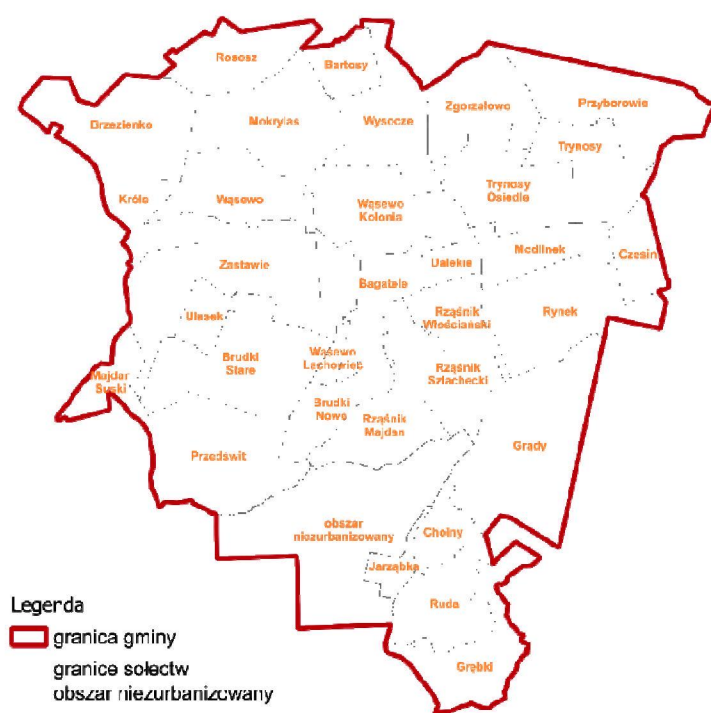 Rososz
Bartosy
Brzezienko
Mokrylas
Wysocze
Zgorzałowo
Przyborowie
Trynosy
Królo
Wąsewo
Wąsewo
Kolonia
Trynosy
Osiedle
Zastawie
Bagatele
Dalekie
Modlinek
Czesin
Ulasek
Rząśnik
Włościański
Rynek
Brudki
Stare
Wąsewo
Lachowiec
Rząśnik
Szlachecki
Majdan
Suski
Brudki
Nowe
Rząśnik
Majdan
Przedświt
Grady
obszar
niezurbanizowany
Choiny
Jarząbka
Ruda
Grębki
Legenda
granica gminy
granice sołectw
obszar niezurbanizowany